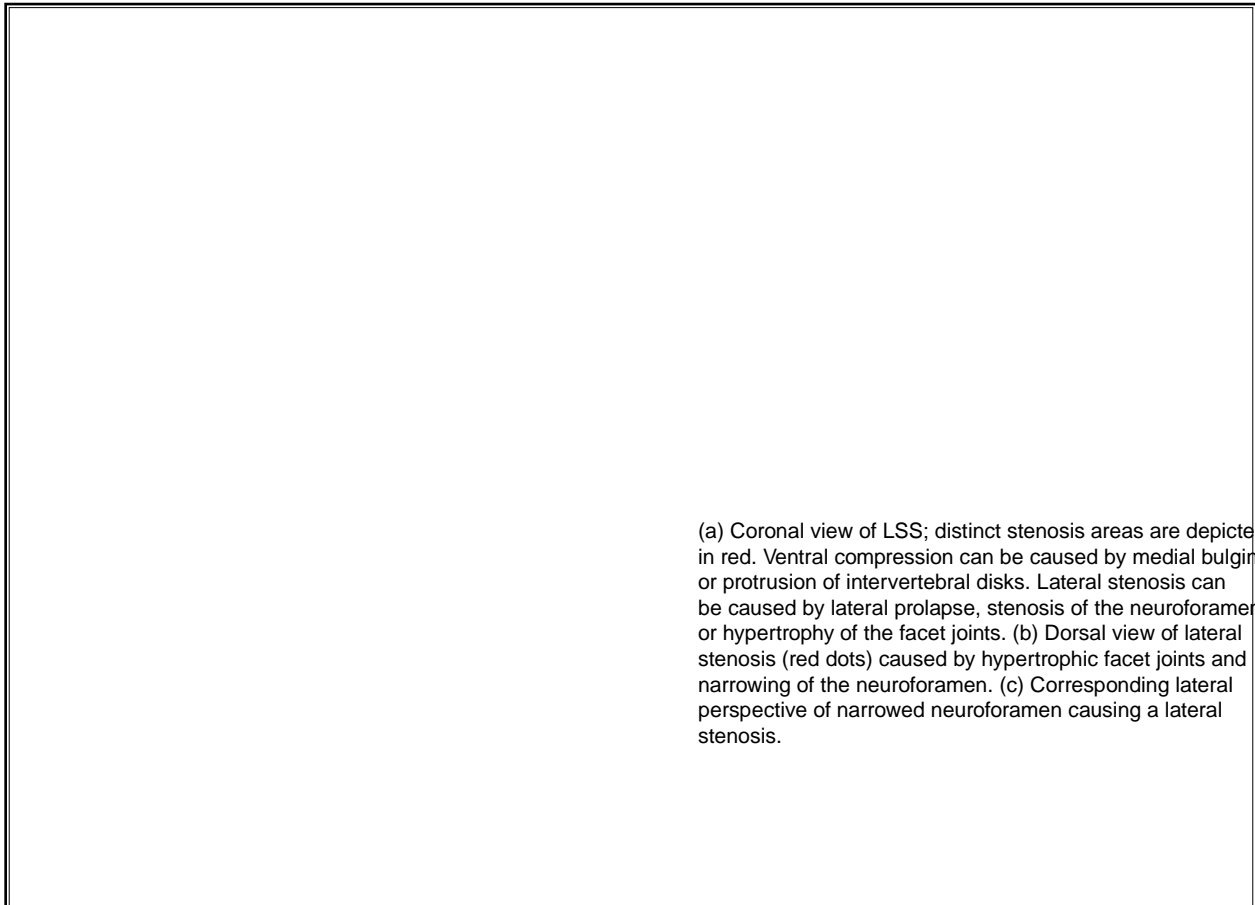 (a) Coronal view of LSS; distinct stenosis areas are depicte
in red. Ventral compression can be caused by medial bulgin
or protrusion of intervertebral disks. Lateral stenosis can
be caused by lateral prolapse, stenosis of the neuroforamen
or hypertrophy of the facet joints. (b) Dorsal view of lateral
stenosis (red dots) caused by hypertrophic facet joints and
narrowing of the neuroforamen. (c) Corresponding lateral
perspective of narrowed neuroforamen causing a lateral
stenosis.